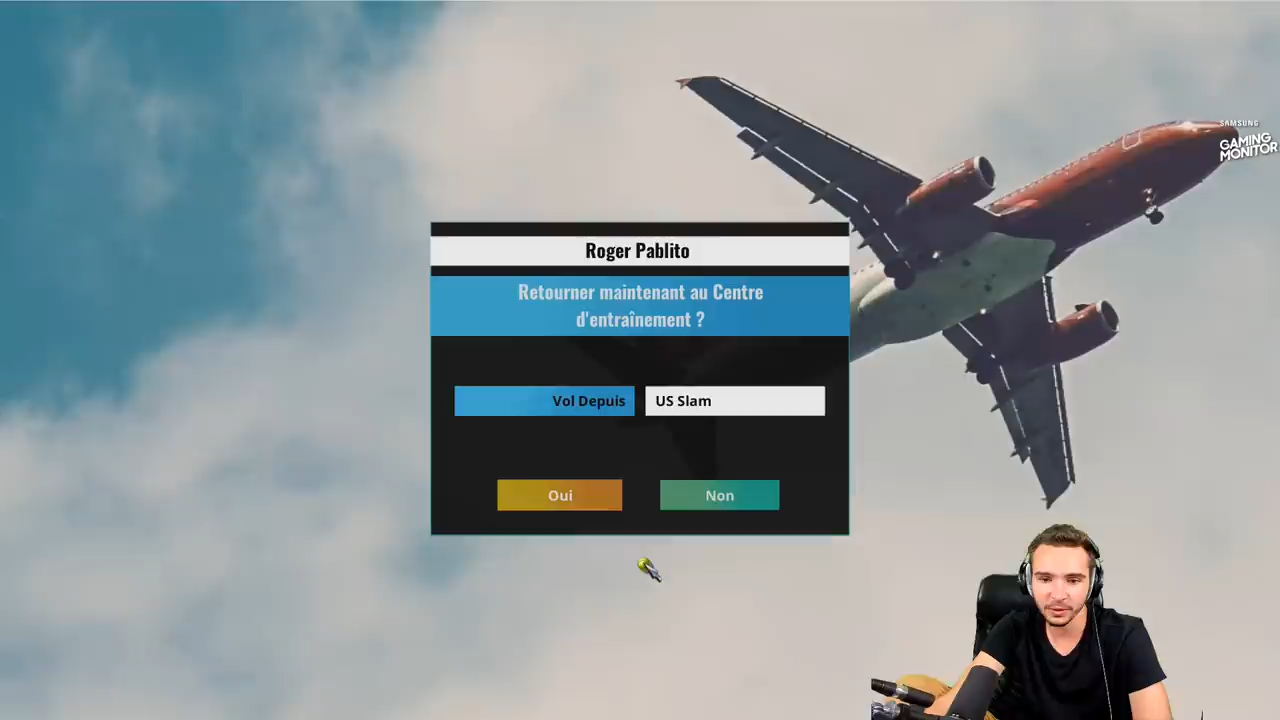 SAMSUNG
GAMING
MONITOR
Roger Pablito
Retourner maintenant au Centre
d'entraînement ?
Vol Depuis
US Slam
Oui
Non